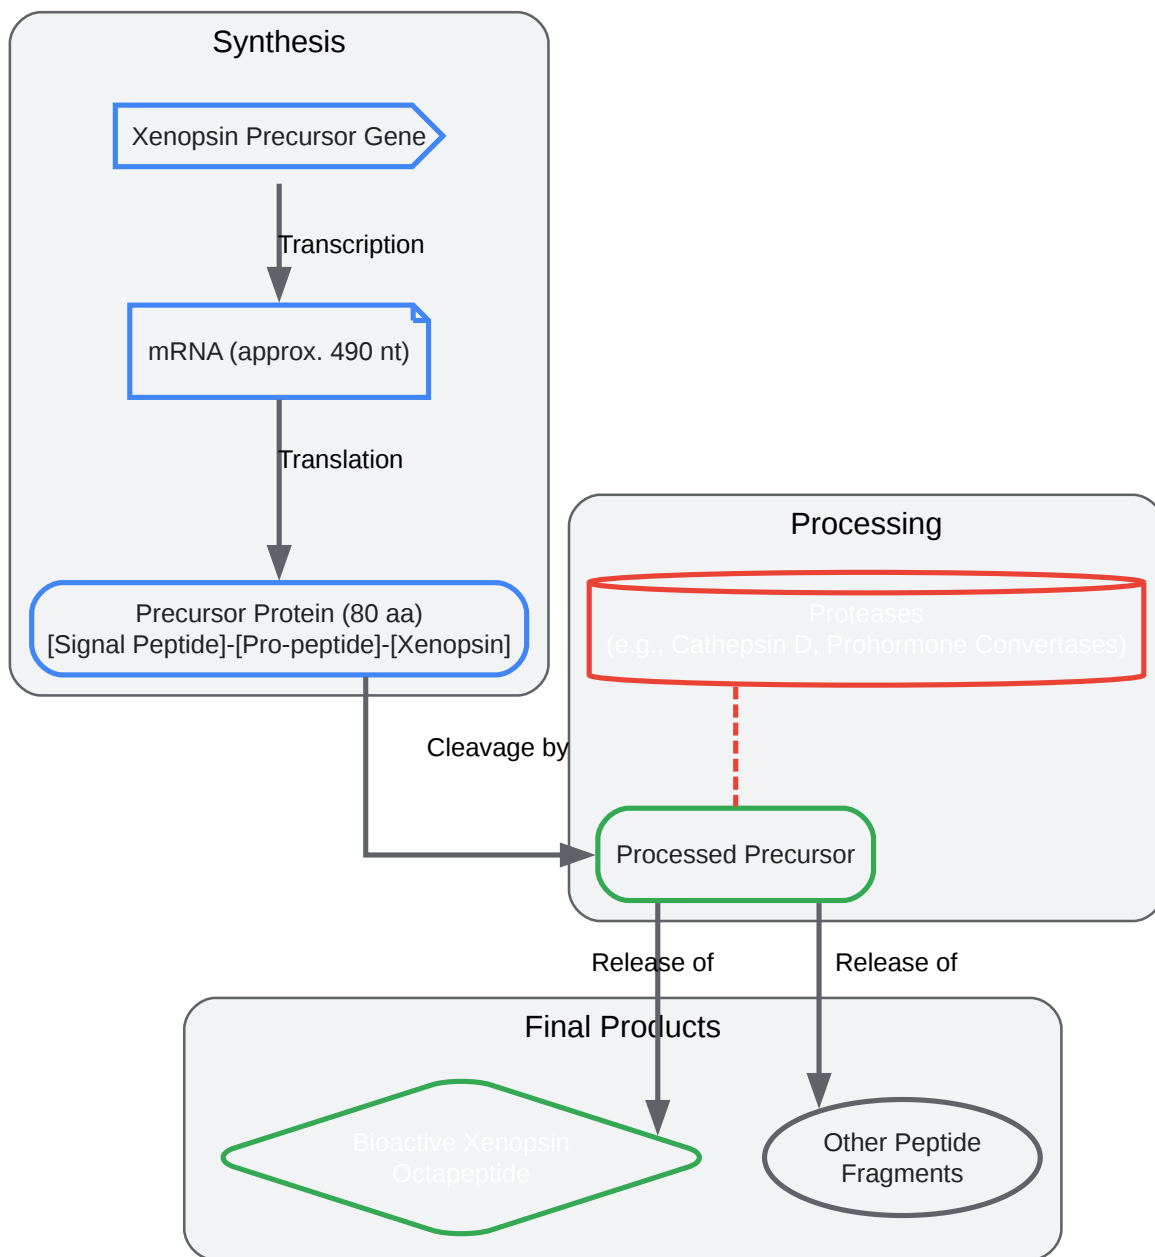 Synthesis
Xenopsin Precursor Gene
Transcription
mRNA (approx. 490 nt)
Translation
Precursor Protein (80 aa)
[Signal Peptide]-[Pro-peptide]-[Xenopsin]
Processing
Proteases
(e.g., Cathepsin D, Prohormone Convertases)
Cleavage by
Processed Precursor
Release of
Release of
Final Products
Bioactive Xenopsin
Octapeptide
Other Peptide
Fragments